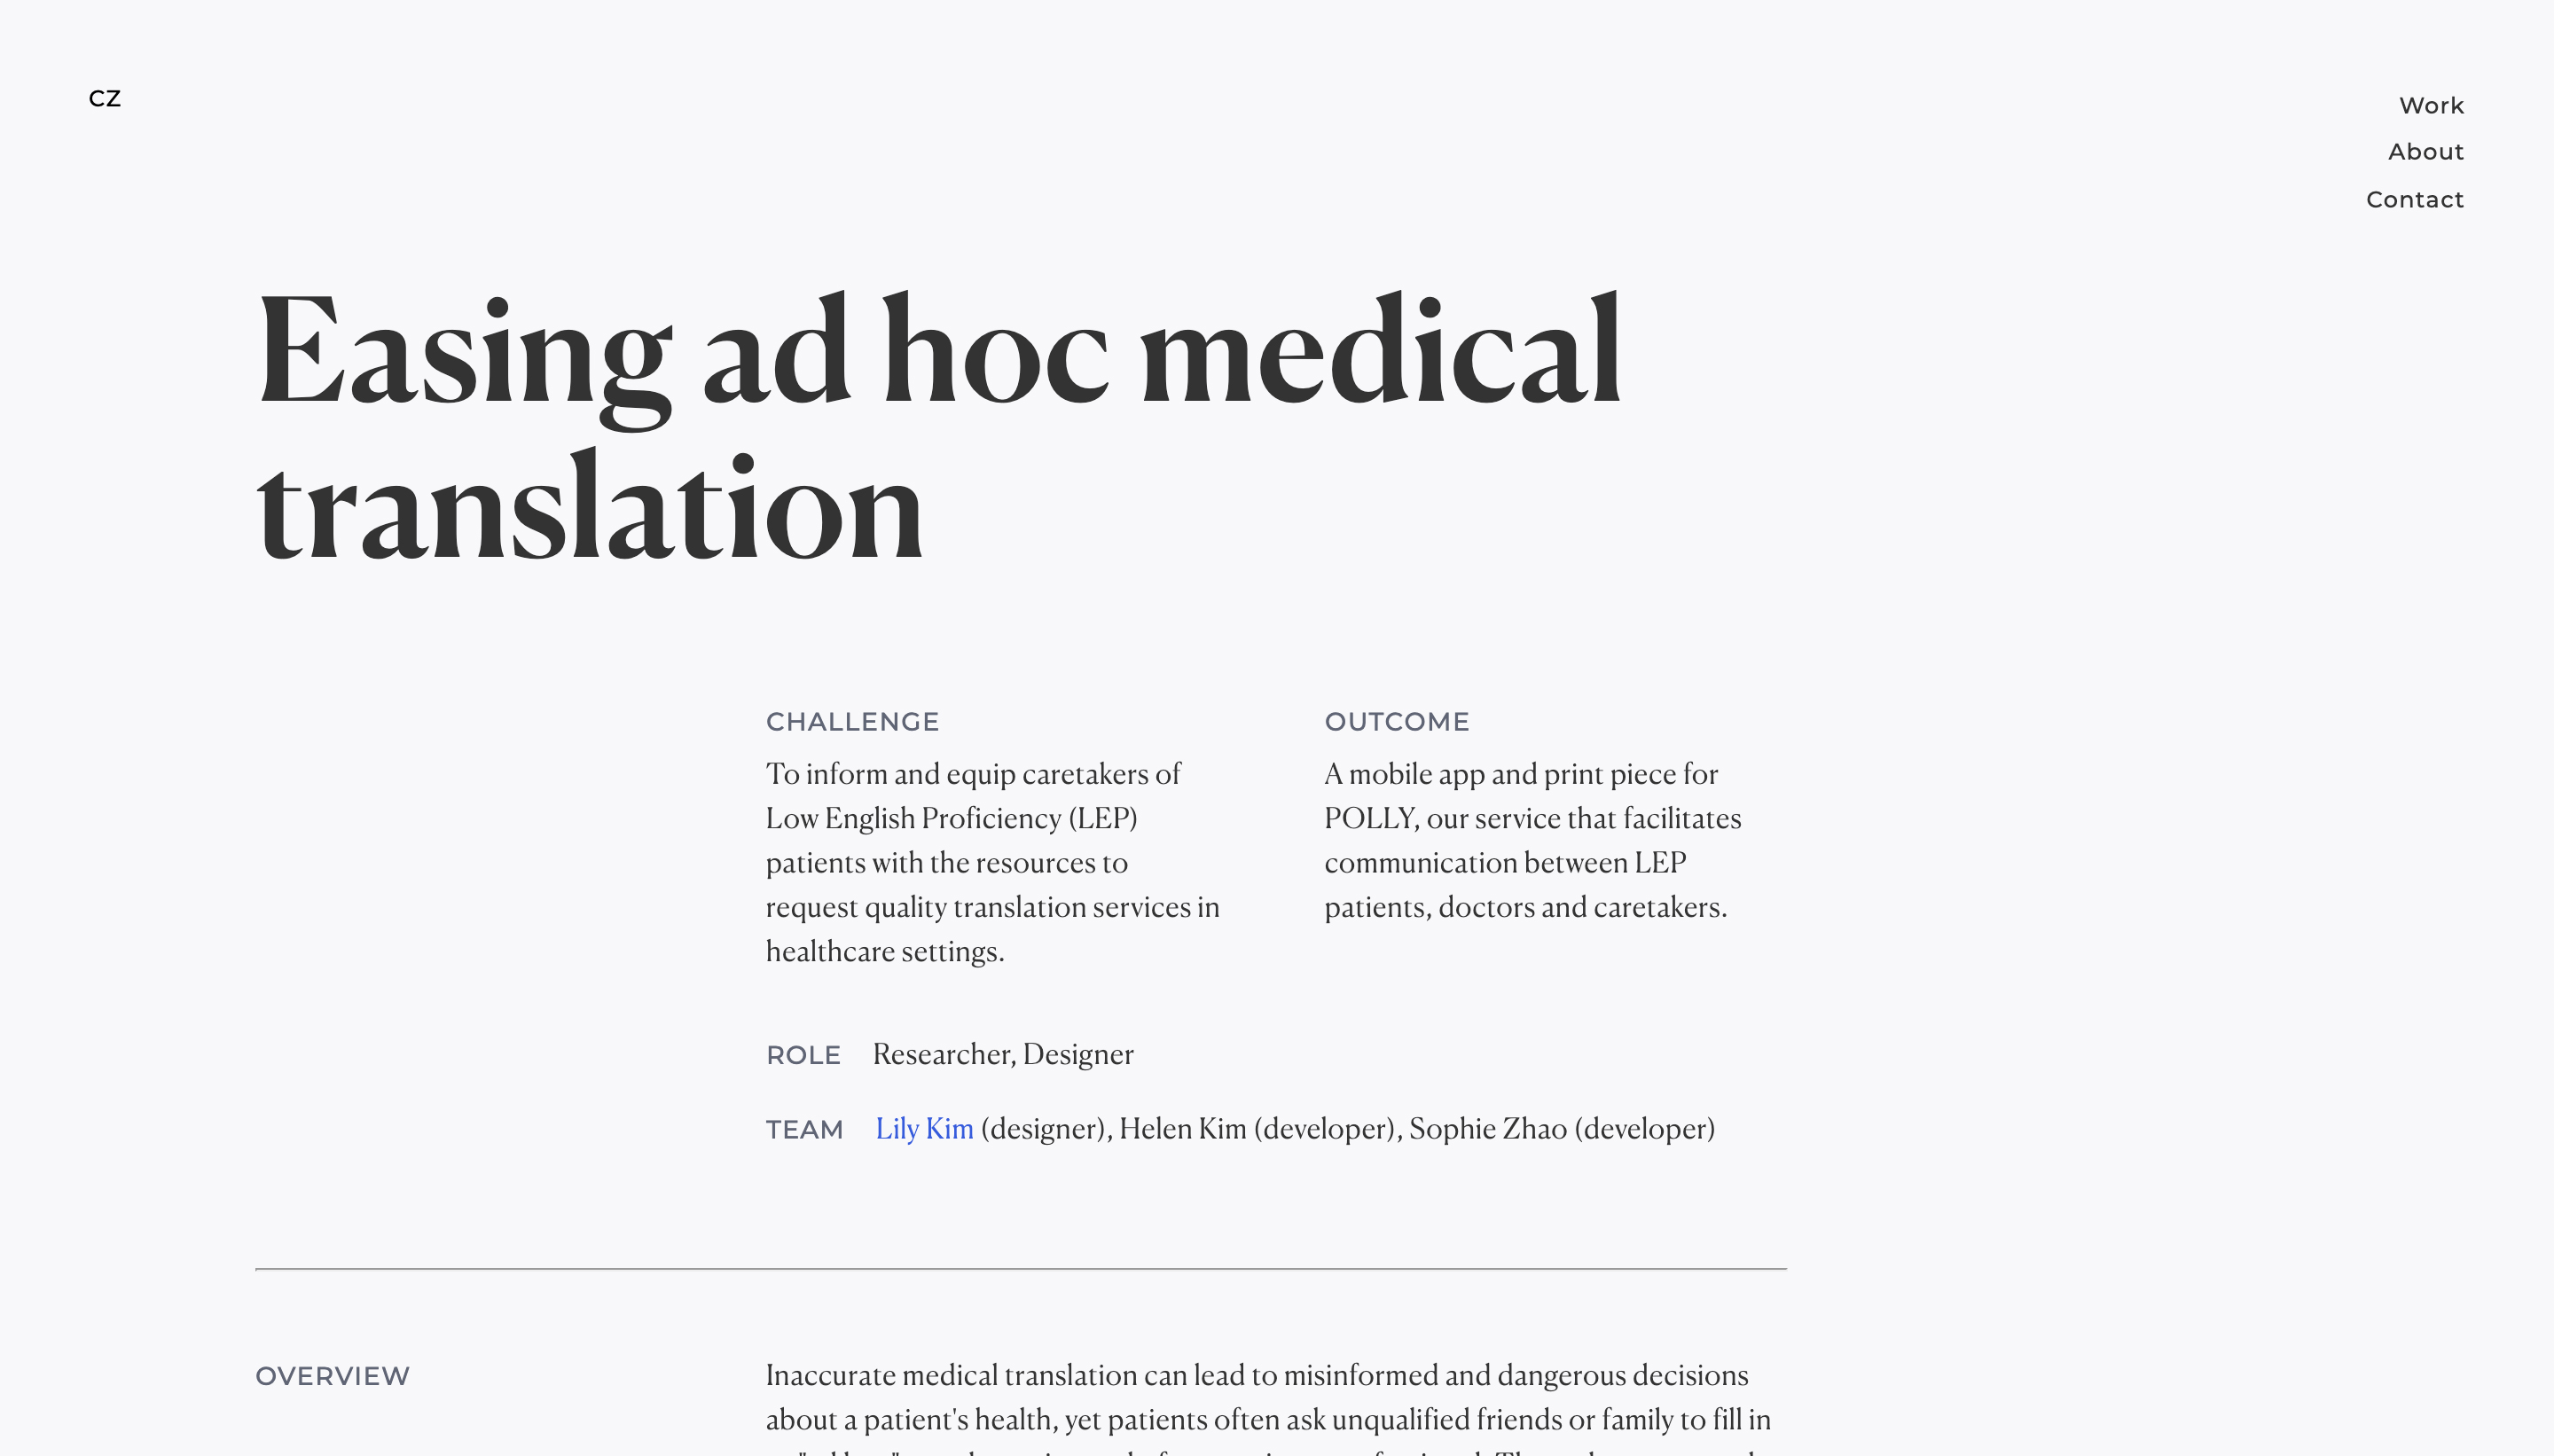 CZ
Work
About
Contact
Easing ad hoc medical
translation
CHALLENGE
To inform and equip caretakers of
Low English Proficiency (LEP)
patients with the resources to
request quality translation services in
healthcare settings.
OUTCOME
A mobile app and print piece for
POLLY, our service that facilitates
communication between LEP
patients, doctors and caretakers.
ROLE Researcher, Designer
TEAM Lily Kim (designer), Helen Kim (developer), Sophie Zhao (developer)
OVERVIEW
Inaccurate medical translation can lead to misinformed and dangerous decisions
about a patient's health, yet patients often ask unqualified friends or family to fill in